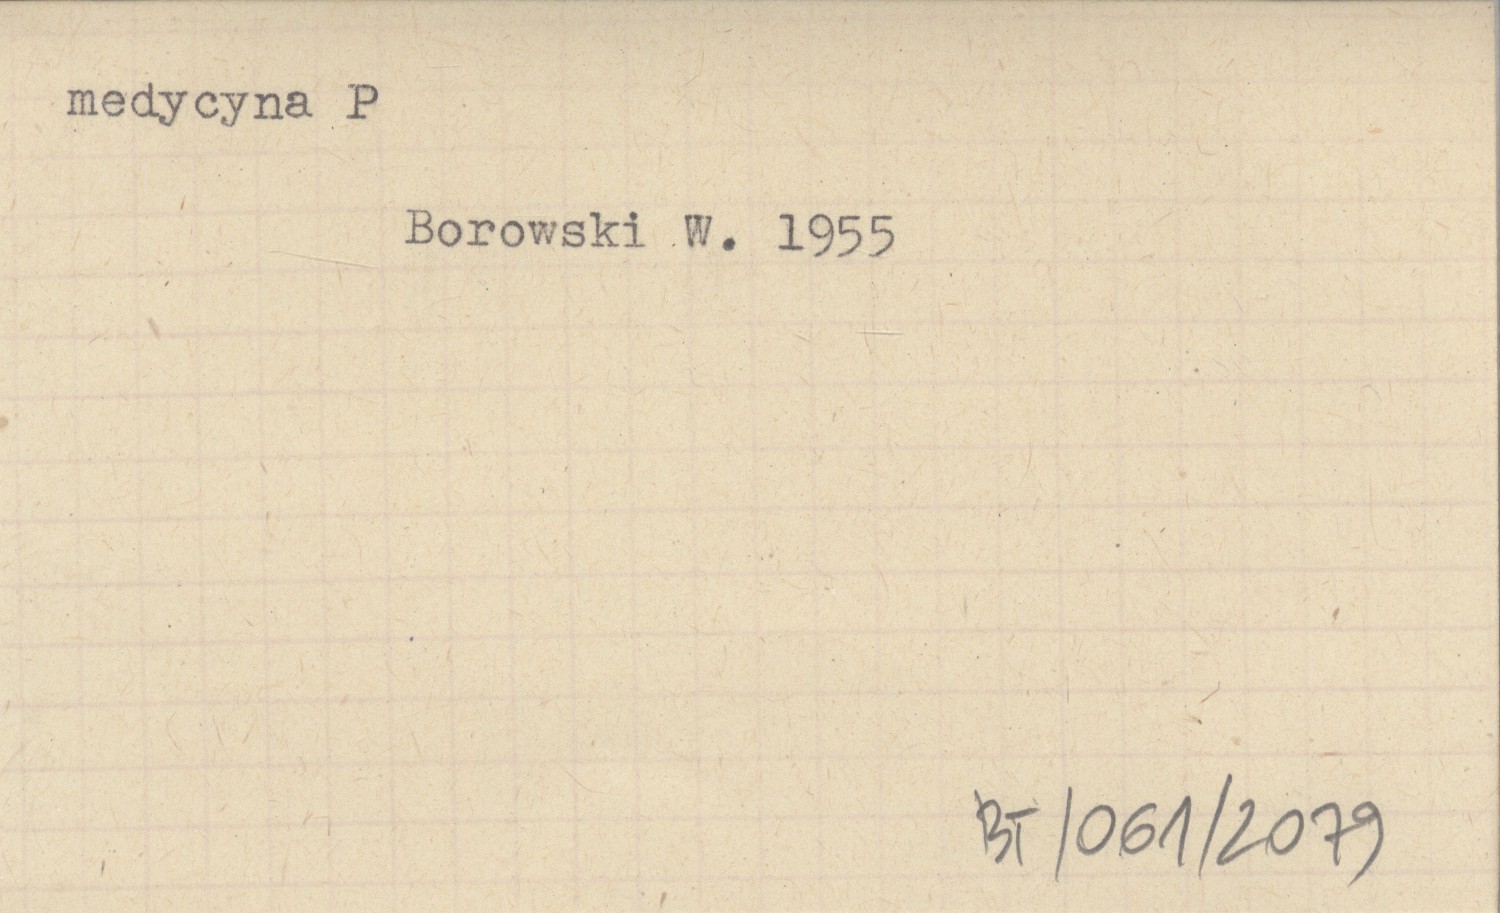 medycyna P
Borowski W. 1955
BT/061/2079